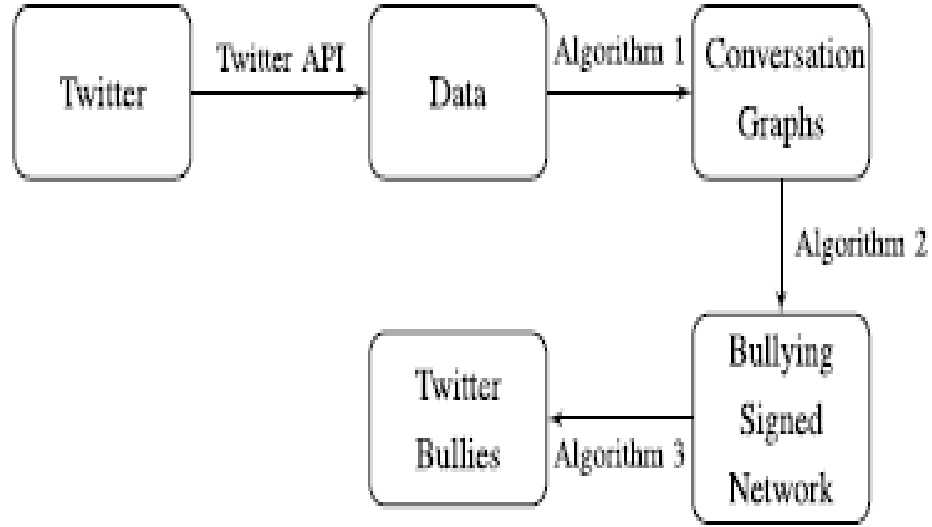 Twitter
Twitter API
Data
Algorithm 1
Conversation
Graphs
Algorithm 2
Bullying
Signed
Network
Algorithm 3
Twitter
Bullies